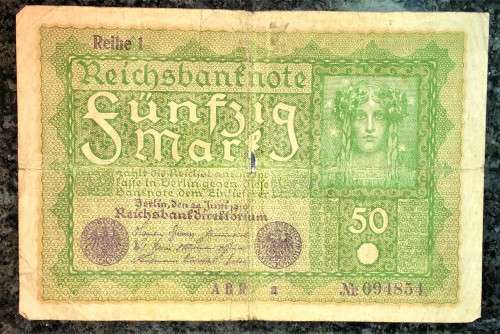 Reihe 1
Reichsbanknote
Fünfzig
Mark
zahlt die Reichsbankhaupt-
kasse in Berlin gegen diese
Banknote dem Einlieferer
Berlin, den 24. Juni 1919
Reichsbankdirektorium
50
ABR a № 094854